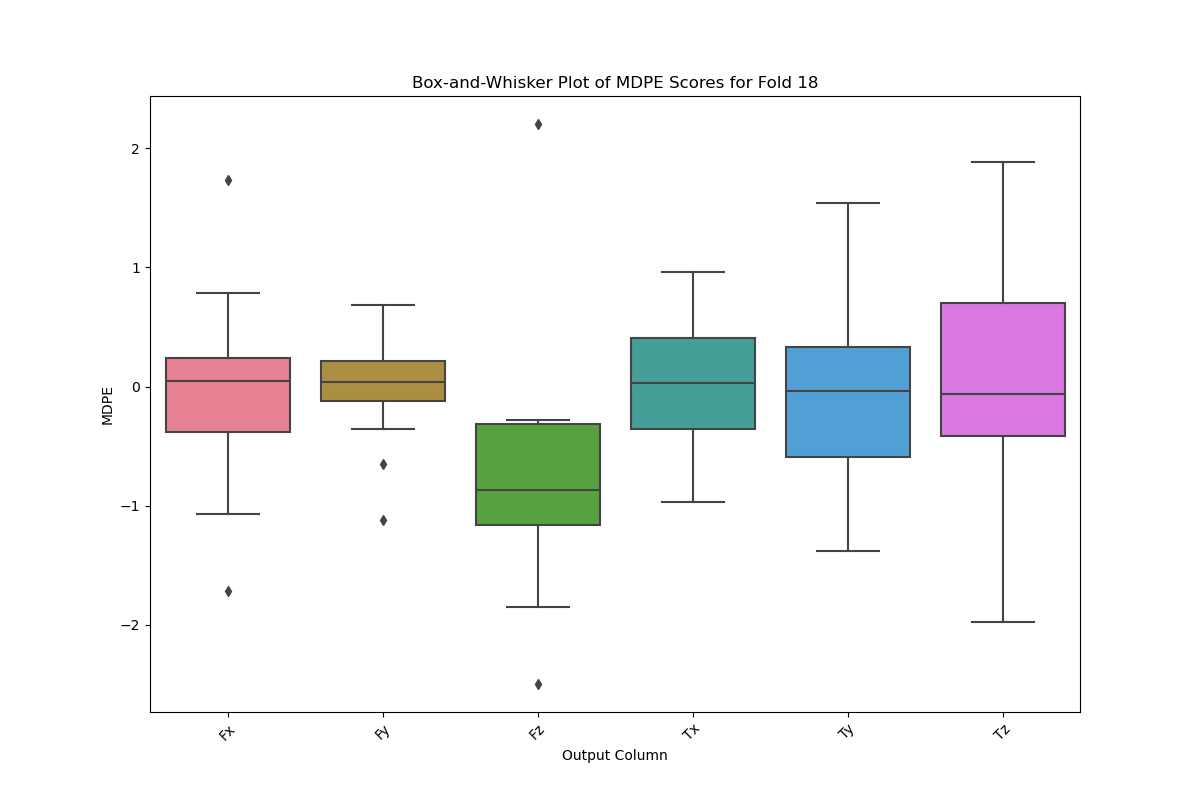 Box-and-Whisker Plot of MDPE Scores for Fold 18
2
1
0
−1
−2
MDPE
Fx
Fy
Fz
Tx
Ty
Tz
Output Column